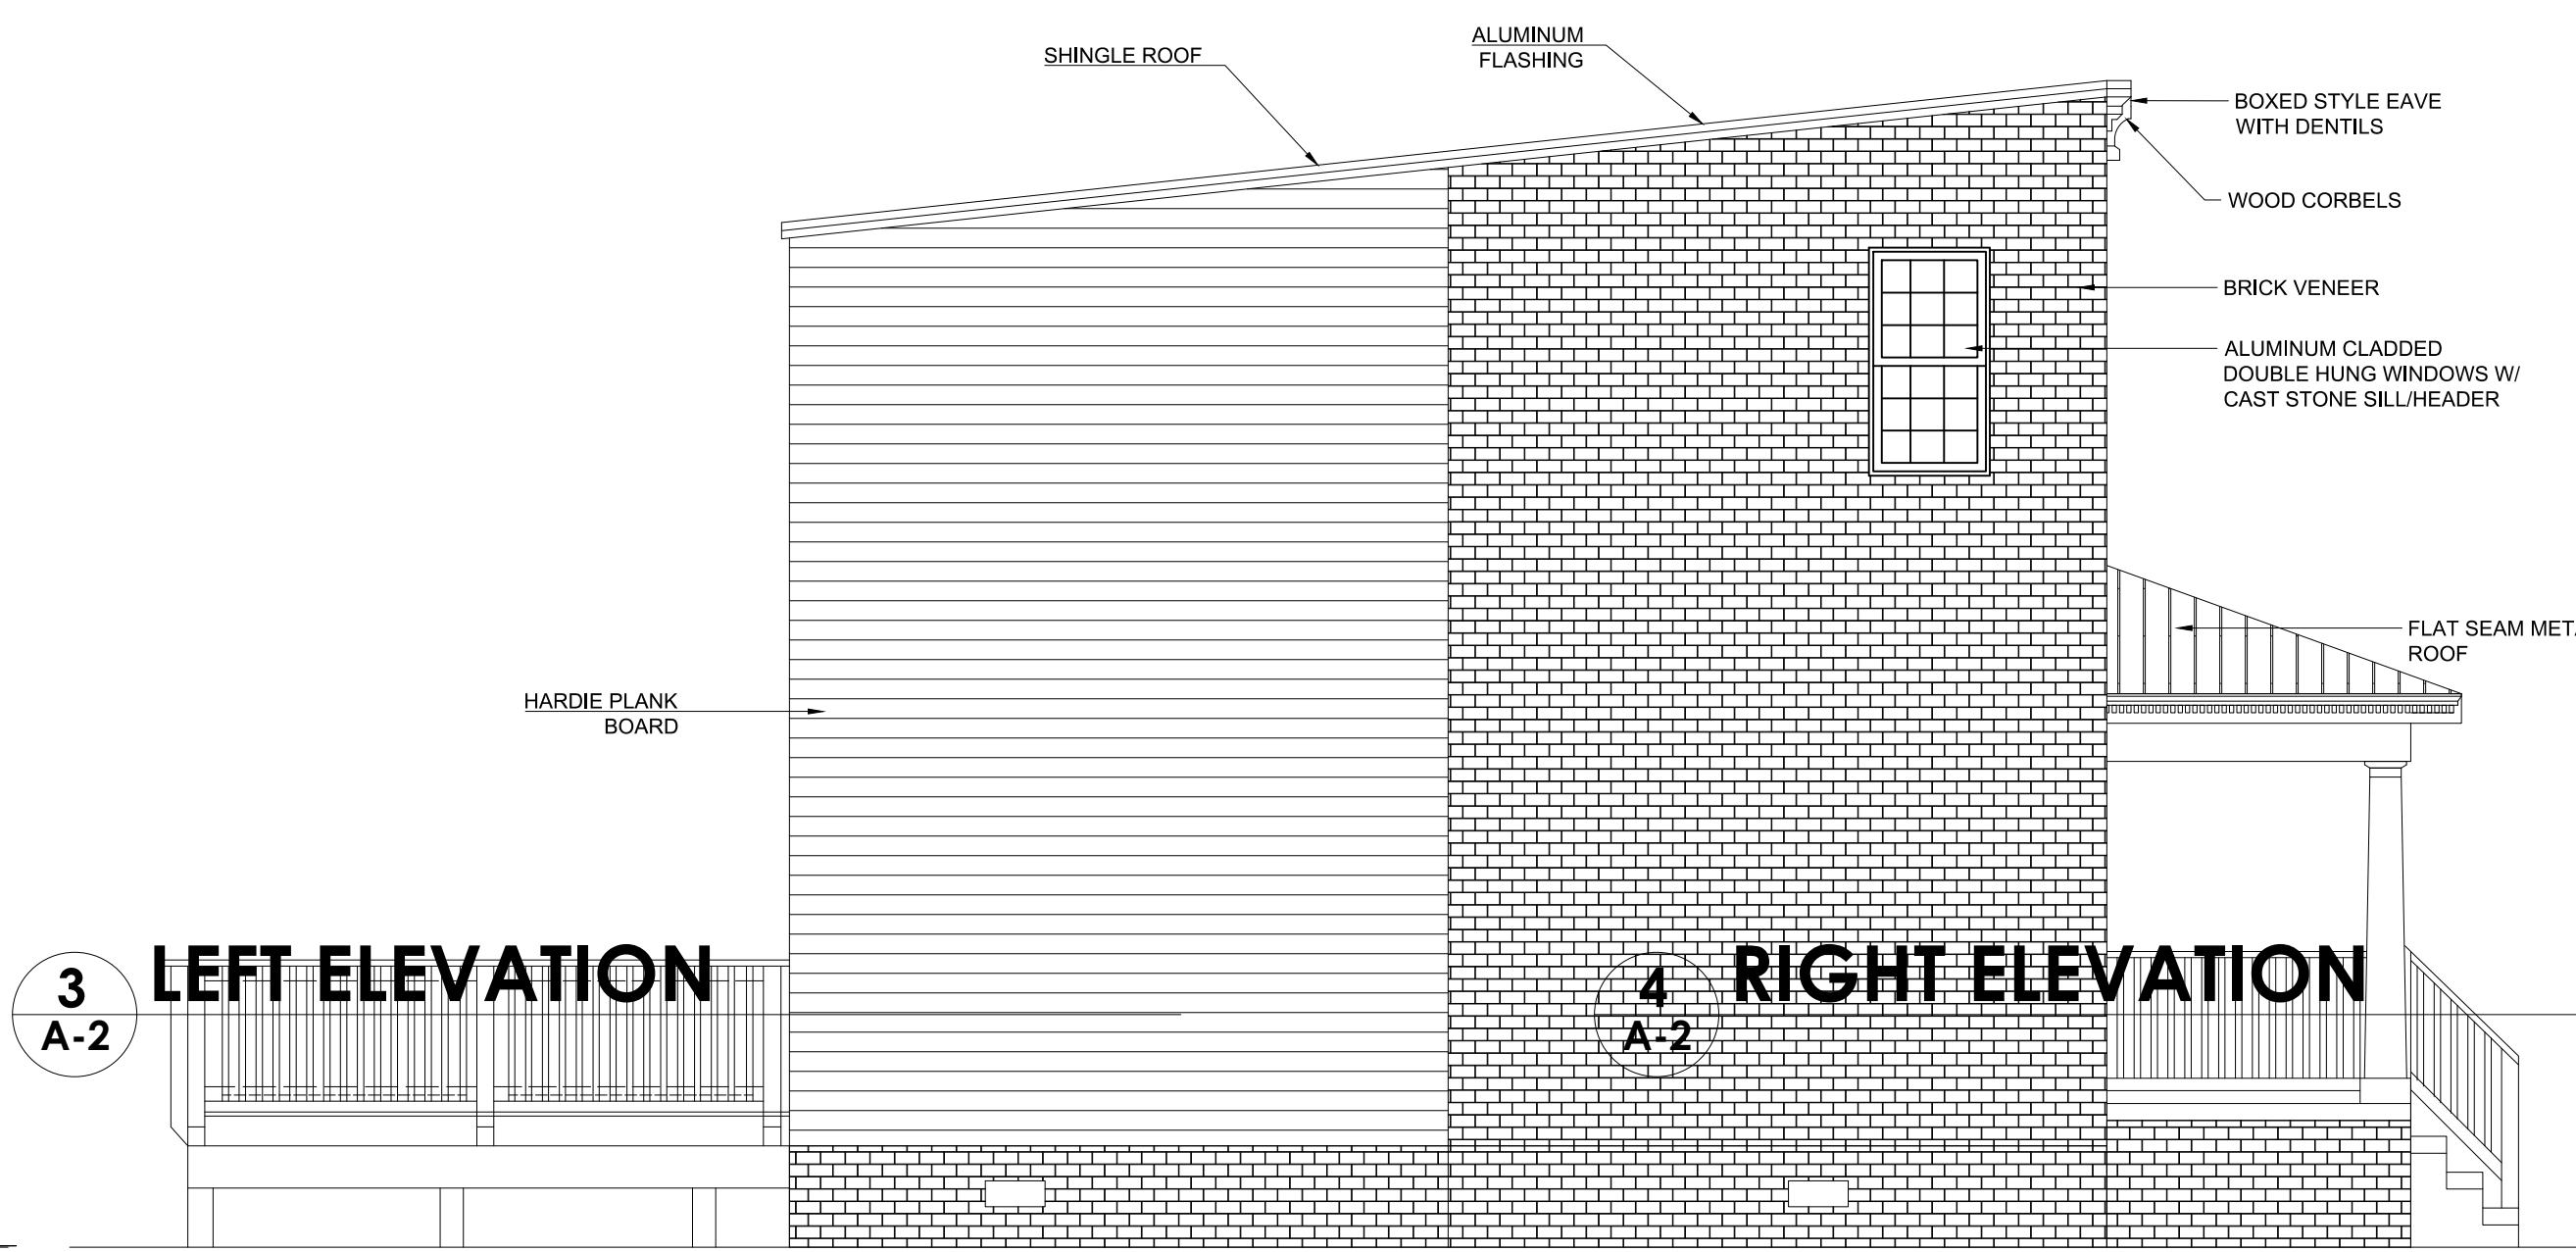 SHINGLE ROOF
ALUMINUM
FLASHING
BOXED STYLE EAVE
WITH DENTILS
WOOD CORBELS
BRICK VENEER
ALUMINUM CLADDED
DOUBLE HUNG WINDOWS W/
CAST STONE SILL/HEADER
FLAT SEAM
ROOF
HARDIE PLANK
BOARD
3
A-2
LEFT ELEVATION
4
A-2
RIGHT ELEVATION